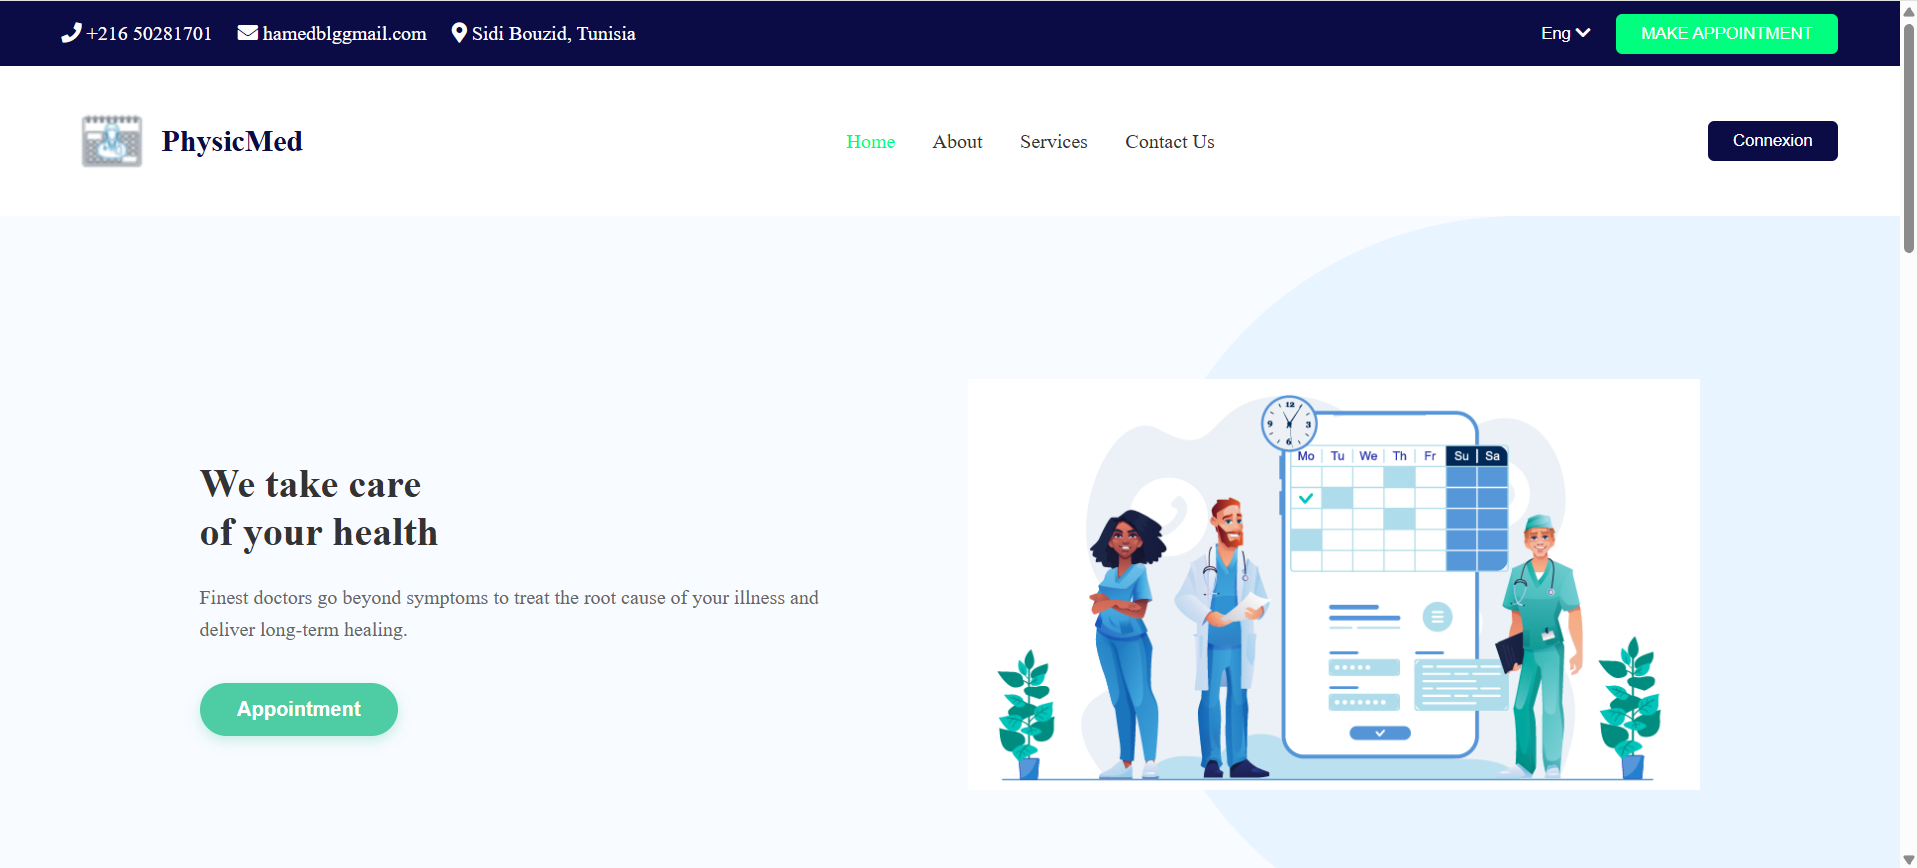 +216 50281701 hamedblggmail.com Sidi Bouzid, Tunisia Eng MAKE APPOINTMENT
PhysicMed Home About Services Contact Us Connexion
We take care
of your health
Finest doctors go beyond symptoms to treat the root cause of your illness and
deliver long-term healing.
Appointment
12
9 3
6
Mo Tu We Th Fr Su Sa